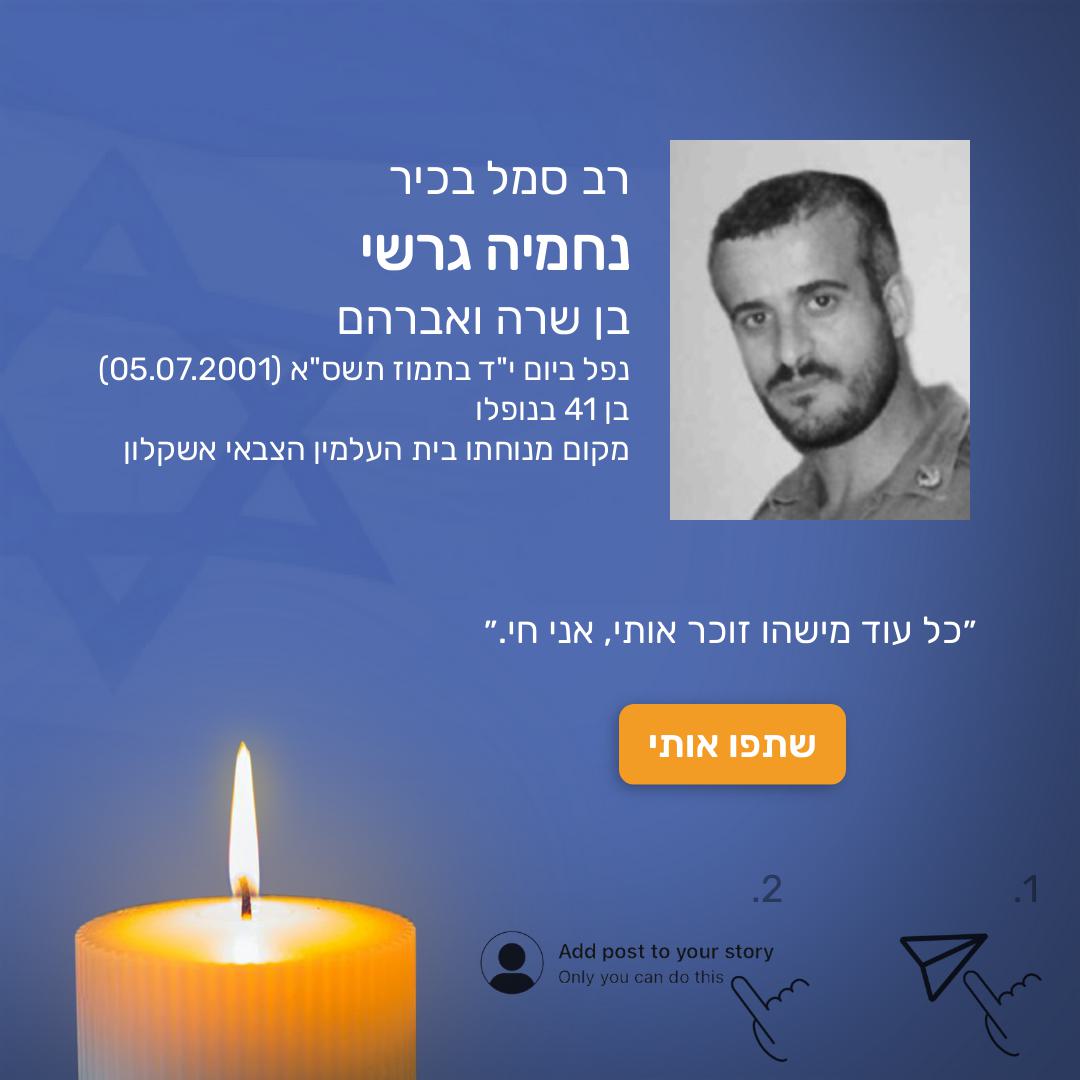 רב סמל בכיר
נחמיה גרשי
בן שרה ואברהם
נפל ביום י"ד בתמוז תשס"א (05.07.2001)
בן 41 בנופלו
מקום מנוחתו בית העלמין הצבאי אשקלון
״כל עוד מישהו זוכר אותי, אני חי.״
שתפו אותי
1.
2.
Add post to your story
Only you can do this